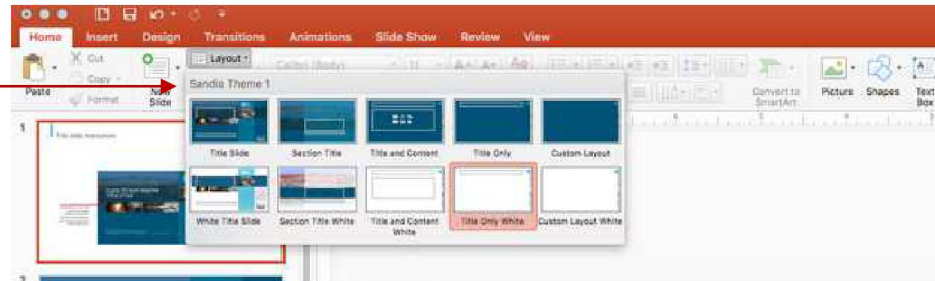 Home Insert Design Transitions Animations Slide Show Review View
Cut Layout
Copy
Paste Format New Slide Convert to SmartArt Picture Shapes Text Box
Sandia Theme 1
Title Slide Section Title Title and Content Title Only Custom Layout
White Title Slide Section Title White Title and Content White Title Only White Custom Layout White
1
2